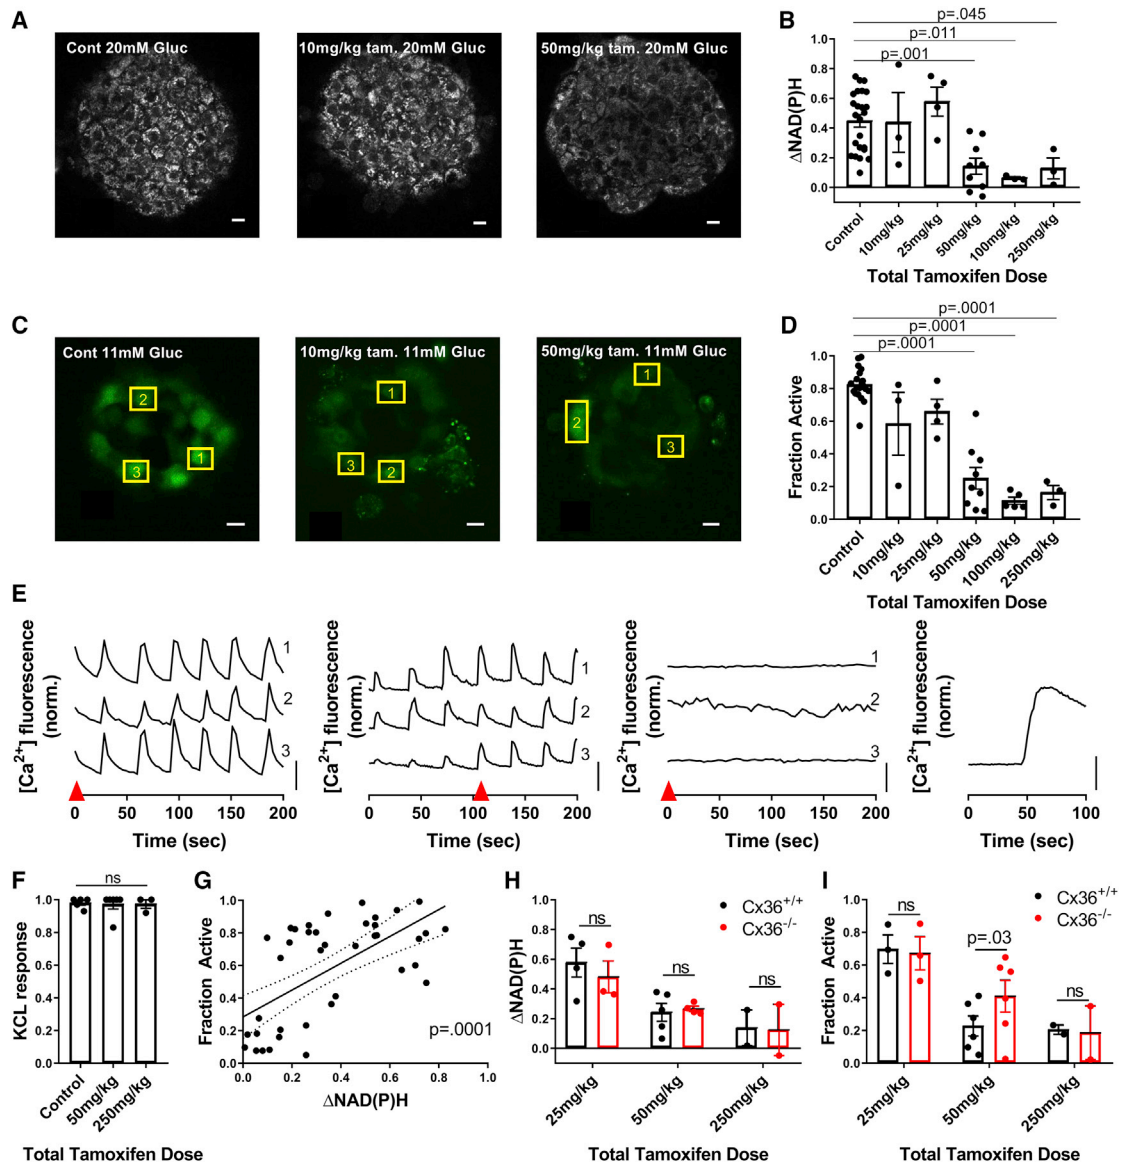 A
Cont 20mM Gluc
10mg/kg tam. 20mM Gluc
50mg/kg tam. 20mM Gluc
B
p=.045
p=.011
p=.001
ΔNAD(P)H
1.0
0.8
0.6
0.4
0.2
0.0
Control
10mg/kg
25mg/kg
50mg/kg
100mg/kg
250mg/kg
Total Tamoxifen Dose
C
Cont 11mM Gluc
2
1
3
10mg/kg tam. 11mM Gluc
1
3
2
50mg/kg tam. 11mM Gluc
1
2
3
D
p=.0001
p=.0001
p=.0001
Fraction Active
1.0
0.8
0.6
0.4
0.2
0.0
Control
10mg/kg
25mg/kg
50mg/kg
100mg/kg
250mg/kg
Total Tamoxifen Dose
E
[Ca2+] fluorescence
(norm.)
1
2
3
0 50 100 150 200
Time (sec)
[Ca2+] fluorescence
(norm.)
1
2
3
0 50 100 150 200
Time (sec)
[Ca2+] fluorescence
(norm.)
1
2
3
0 50 100 150 200
Time (sec)
[Ca2+] fluorescence
(norm.)
0 50 100
Time (sec)
F
ns
KCL response
1.0
0.8
0.6
0.4
0.2
0.0
Control
50mg/kg
250mg/kg
Total Tamoxifen Dose
G
Fraction Active
1.0
0.8
0.6
0.4
0.2
0.0
p=.0001
0.0 0.2 0.4 0.6 0.8 1.0
ΔNAD(P)H
H
Cx36+/+
Cx36-/-
ns
ns
ns
ΔNAD(P)H
1.0
0.8
0.6
0.4
0.2
0.0
25mg/kg
50mg/kg
250mg/kg
Total Tamoxifen Dose
I
Cx36+/+
Cx36-/-
ns
p=.03
ns
Fraction Active
1.0
0.8
0.6
0.4
0.2
0.0
25mg/kg
50mg/kg
250mg/kg
Total Tamoxifen Dose